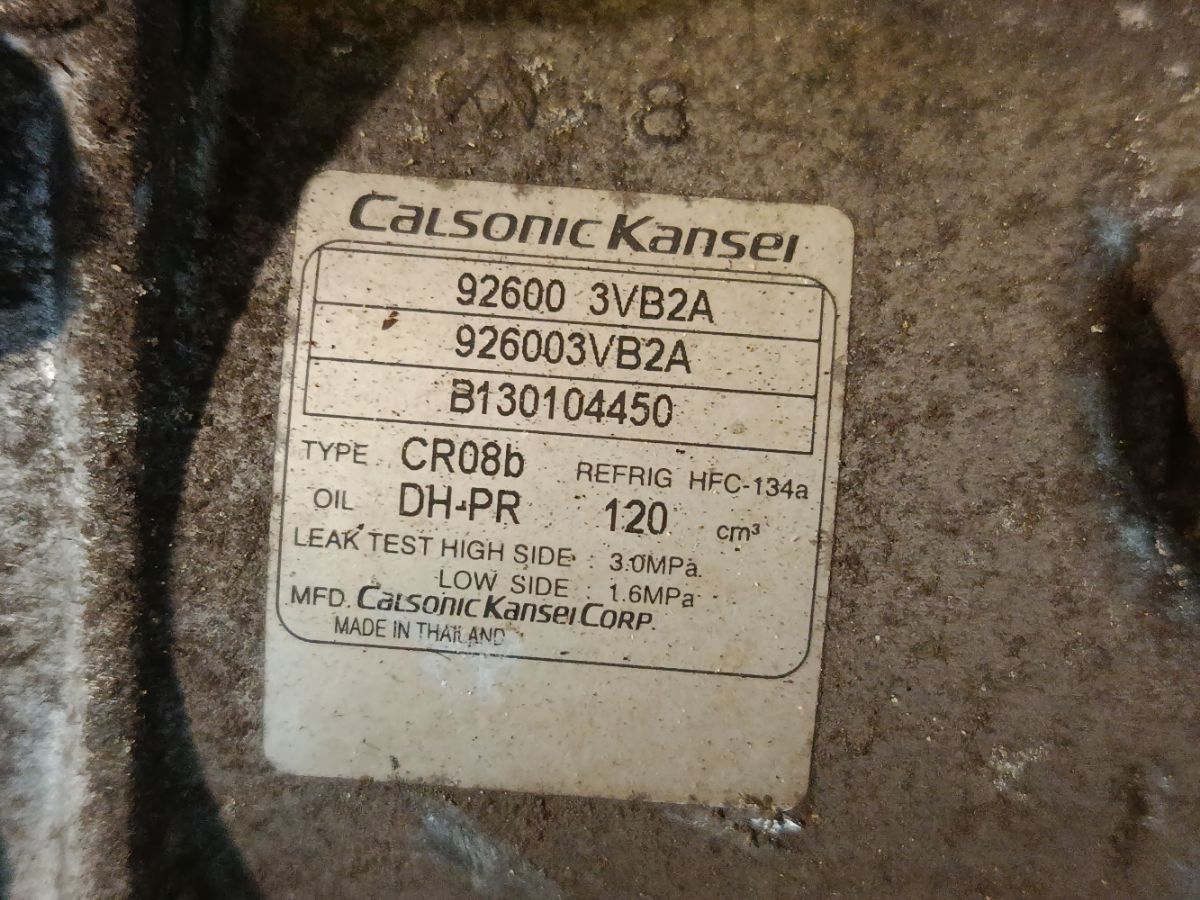 8
Calsonic Kansei
92600 3VB2A
926003VB2A
B130104450
TYPE CR08b REFRIG HFC-134a
OIL DH-PR 120 cm³
LEAK TEST HIGH SIDE : 3.0MPa
LOW SIDE : 1.6MPa
MFD. Calsonic Kansei Corp.
MADE IN THAILAND